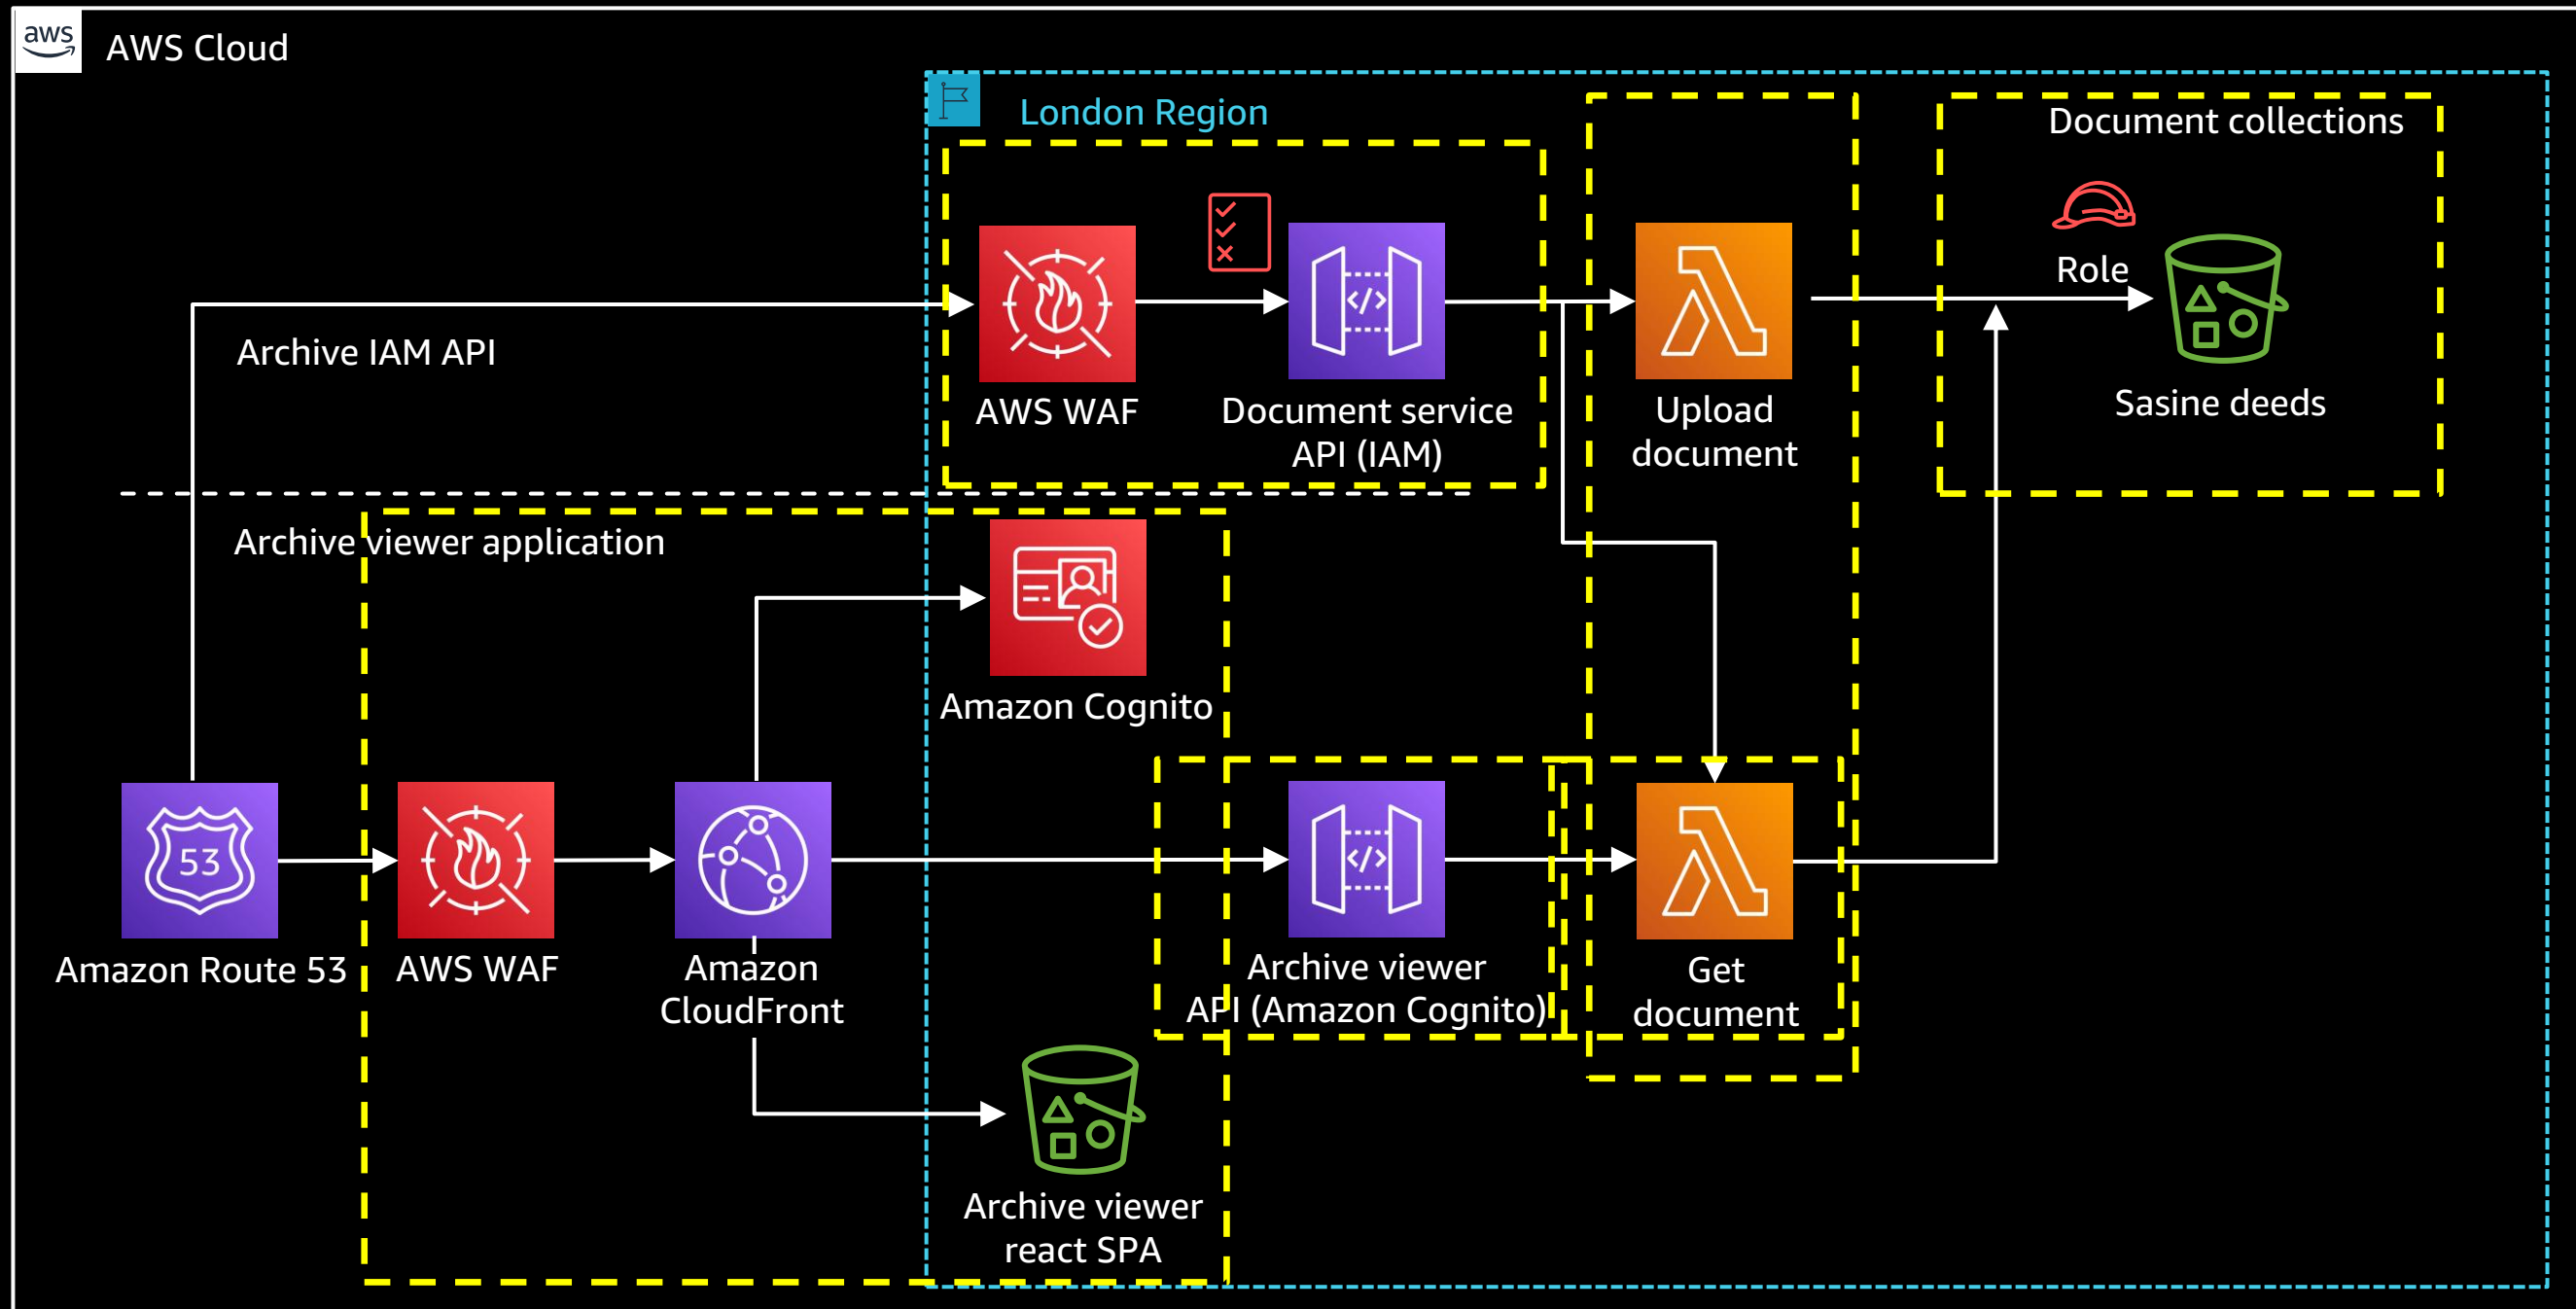 aws
AWS Cloud
London Region
Document collections
Role
Archive IAM API
AWS WAF
Document service
API (IAM)
Upload
document
Sasine deeds
Archive viewer application
Amazon Cognito
53
Amazon Route 53
AWS WAF
Amazon
CloudFront
Archive viewer
API (Amazon Cognito)
Get
document
Archive viewer
react SPA